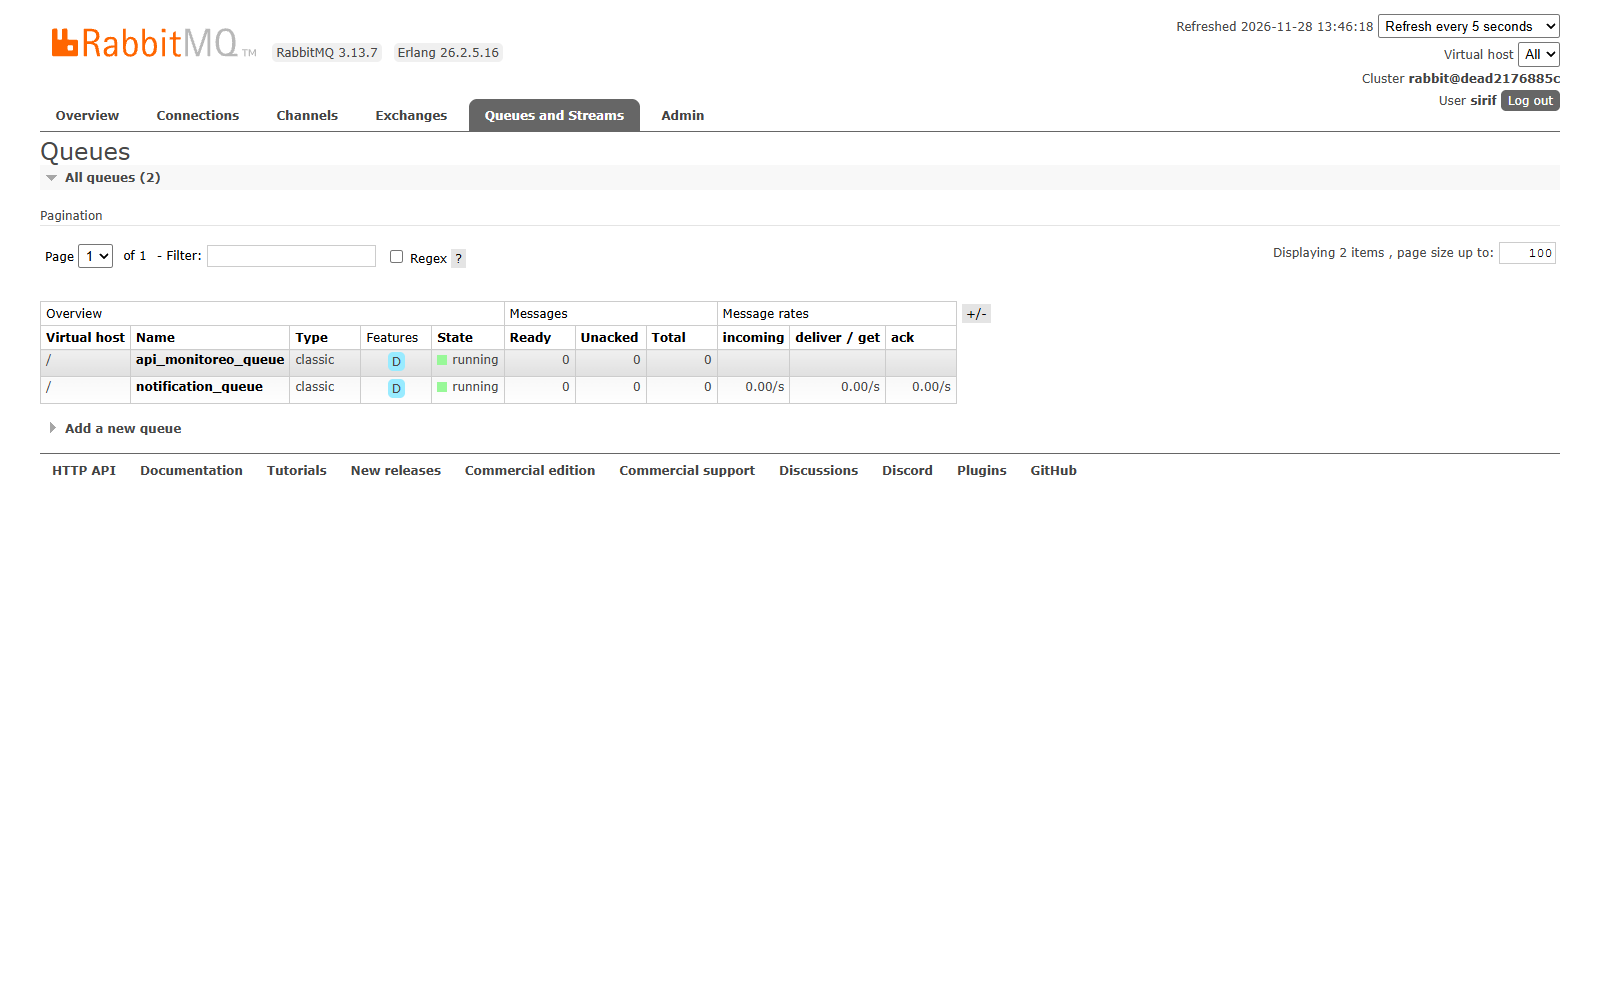 RabbitMQ TM RabbitMQ 3.13.7 Erlang 26.2.5.16
Refreshed 2026-11-28 13:46:18 Refresh every 5 seconds
Virtual host All
Cluster rabbit@dead2176885c
User sirif Log out
Overview Connections Channels Exchanges Queues and Streams Admin
Queues
All queues (2)
Pagination
Page 1 of 1 - Filter: Regex ? Displaying 2 items , page size up to: 100
Overview Messages Message rates +/-
Virtual host Name Type Features State Ready Unacked Total incoming deliver / get ack
/ api_monitoreo_queue classic D running 0 0 0
/ notification_queue classic D running 0 0 0 0.00/s 0.00/s 0.00/s
Add a new queue
HTTP API Documentation Tutorials New releases Commercial edition Commercial support Discussions Discord Plugins GitHub